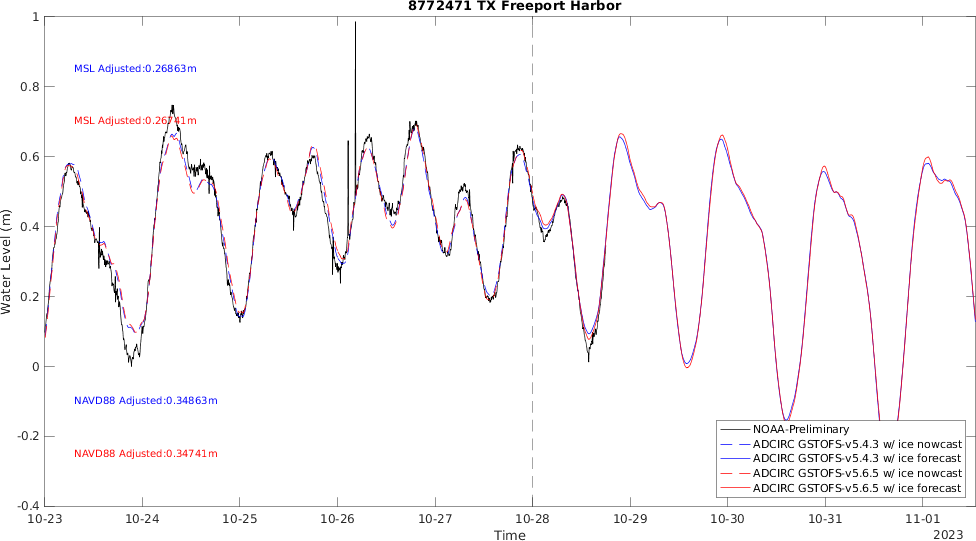 8772471 TX Freeport Harbor
1
0.8
0.6
0.4
0.2
0
-0.2
-0.4
Water Level (m)
MSL Adjusted:0.26863m
MSL Adjusted:0.26741m
NAVD88 Adjusted:0.34863m
NAVD88 Adjusted:0.34741m
NOAA-Preliminary
ADCIRC GSTOFS-v5.4.3 w/ ice nowcast
ADCIRC GSTOFS-v5.4.3 w/ ice forecast
ADCIRC GSTOFS-v5.6.5 w/ ice nowcast
ADCIRC GSTOFS-v5.6.5 w/ ice forecast
10-23 10-24 10-25 10-26 10-27 10-28 10-29 10-30 10-31 11-01
Time
2023